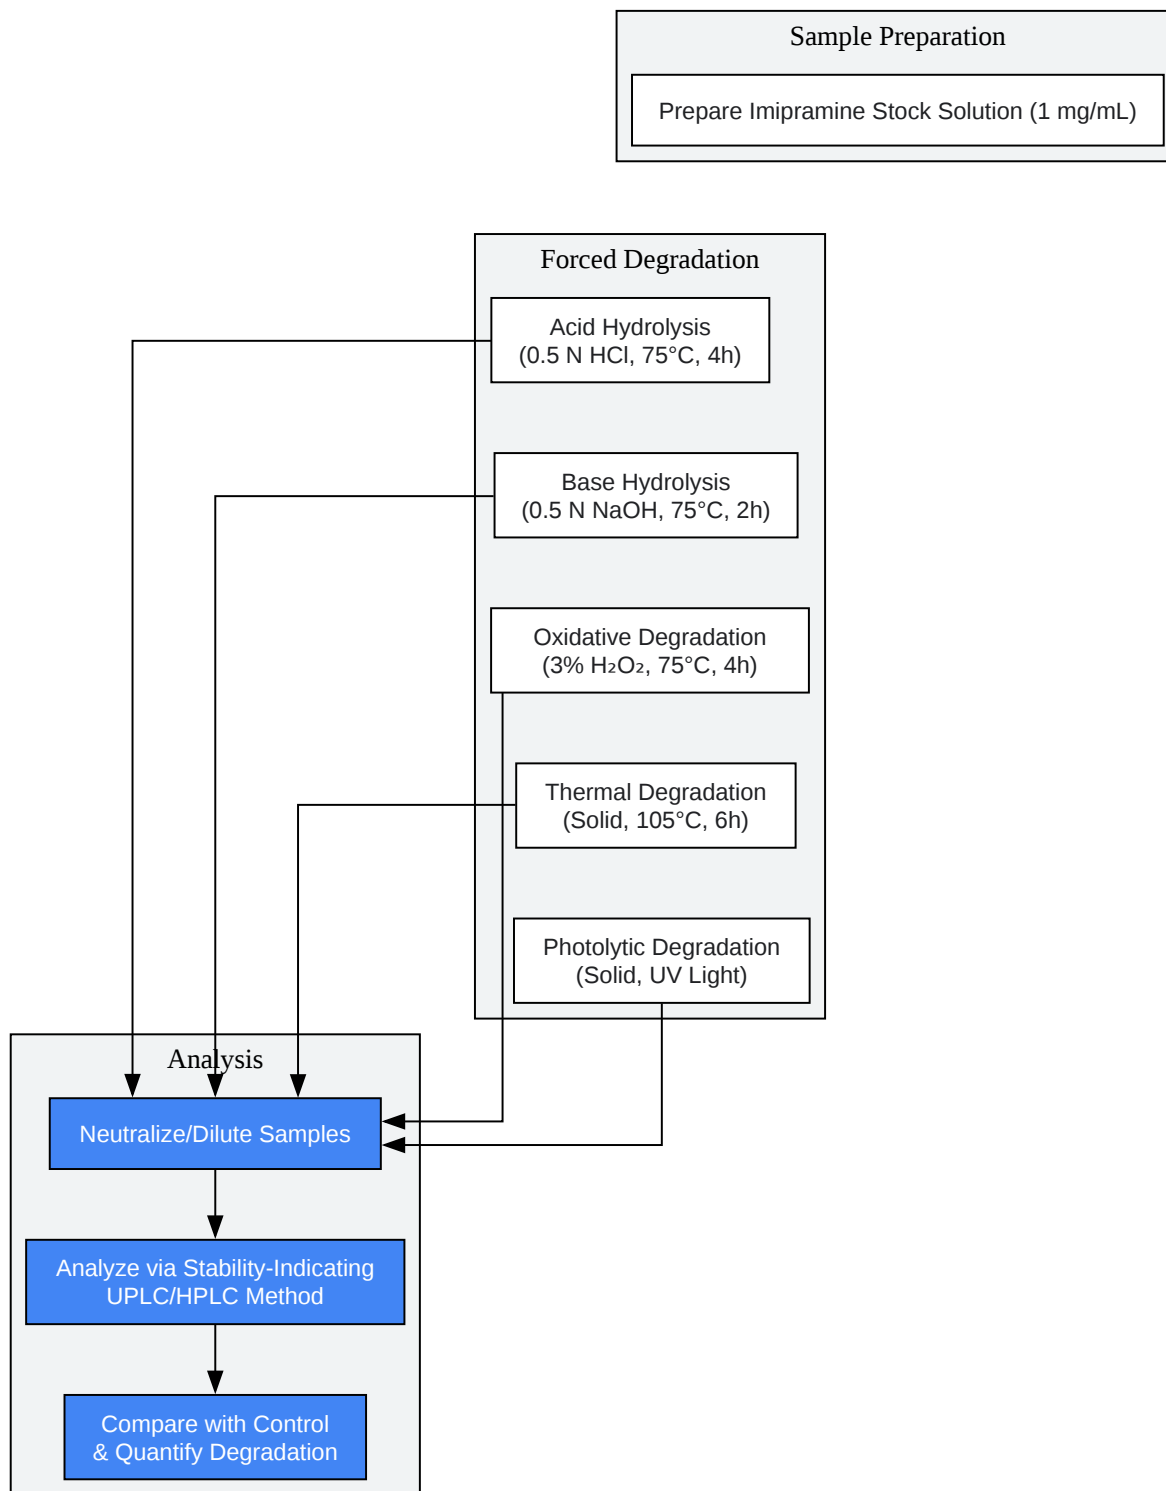 Sample Preparation
Prepare Imipramine Stock Solution (1 mg/mL)
Forced Degradation
Acid Hydrolysis
(0.5 N HCl, 75°C, 4h)
Base Hydrolysis
(0.5 N NaOH, 75°C, 2h)
Oxidative Degradation
(3% H₂O₂, 75°C, 4h)
Thermal Degradation
(Solid, 105°C, 6h)
Photolytic Degradation
(Solid, UV Light)
Analysis
Neutralize/Dilute Samples
Analyze via Stability-Indicating
UPLC/HPLC Method
Compare with Control
& Quantify Degradation